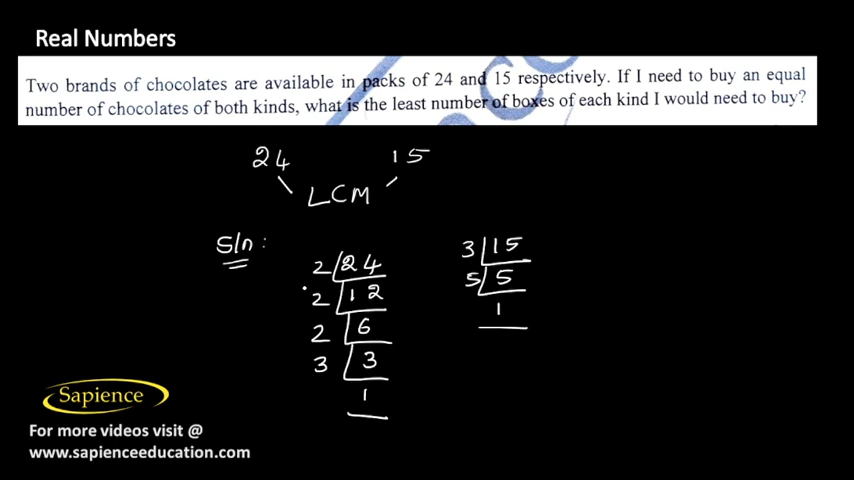 Real Numbers
Two brands of chocolates are available in packs of 24 and 15 respectively. If I need to buy an equal
number of chocolates of both kinds, what is the least number of boxes of each kind I would need to buy?
24 15
LCM
Sln :
2 24
2 12
2 6
3 3
1
3 15
5 5
1
Sapience
For more videos visit @
www.sapienceeducation.com